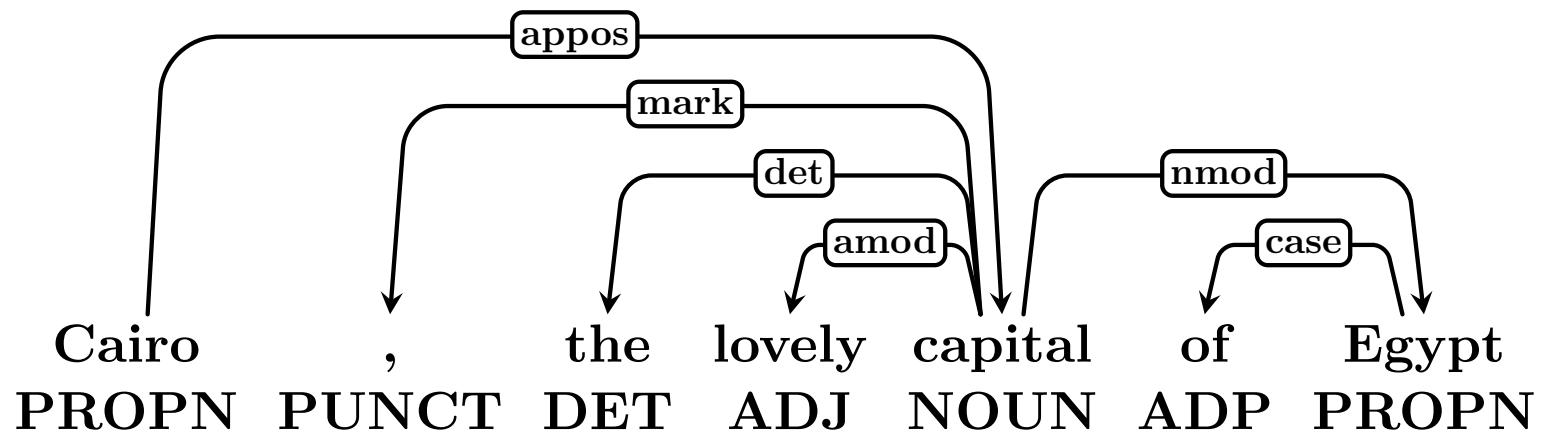 appos
mark
det nmod
amod case
Cairo , the lovely capital of Egypt
PROPN PUNCT DET ADJ NOUN ADP PROPN